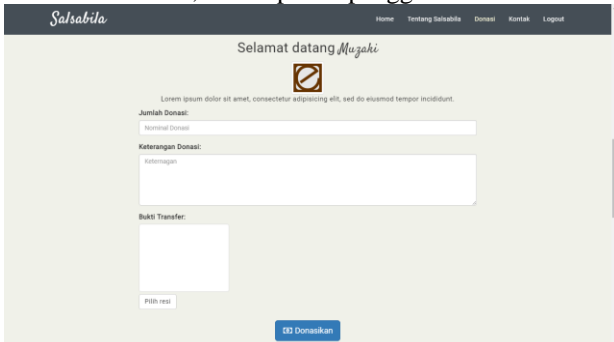 Salsabila
Home Tentang Salsabila Donasi Kontak Logout
Selamat datang Muzaki
Lorem ipsum dolor sit amet, consectetur adipisicing elit, sed do eiusmod tempor incididunt.
Jumlah Donasi:
Nominal Donasi
Keterangan Donasi:
Keternagan
Bukti Transfer:
Pilih resi
Donasikan